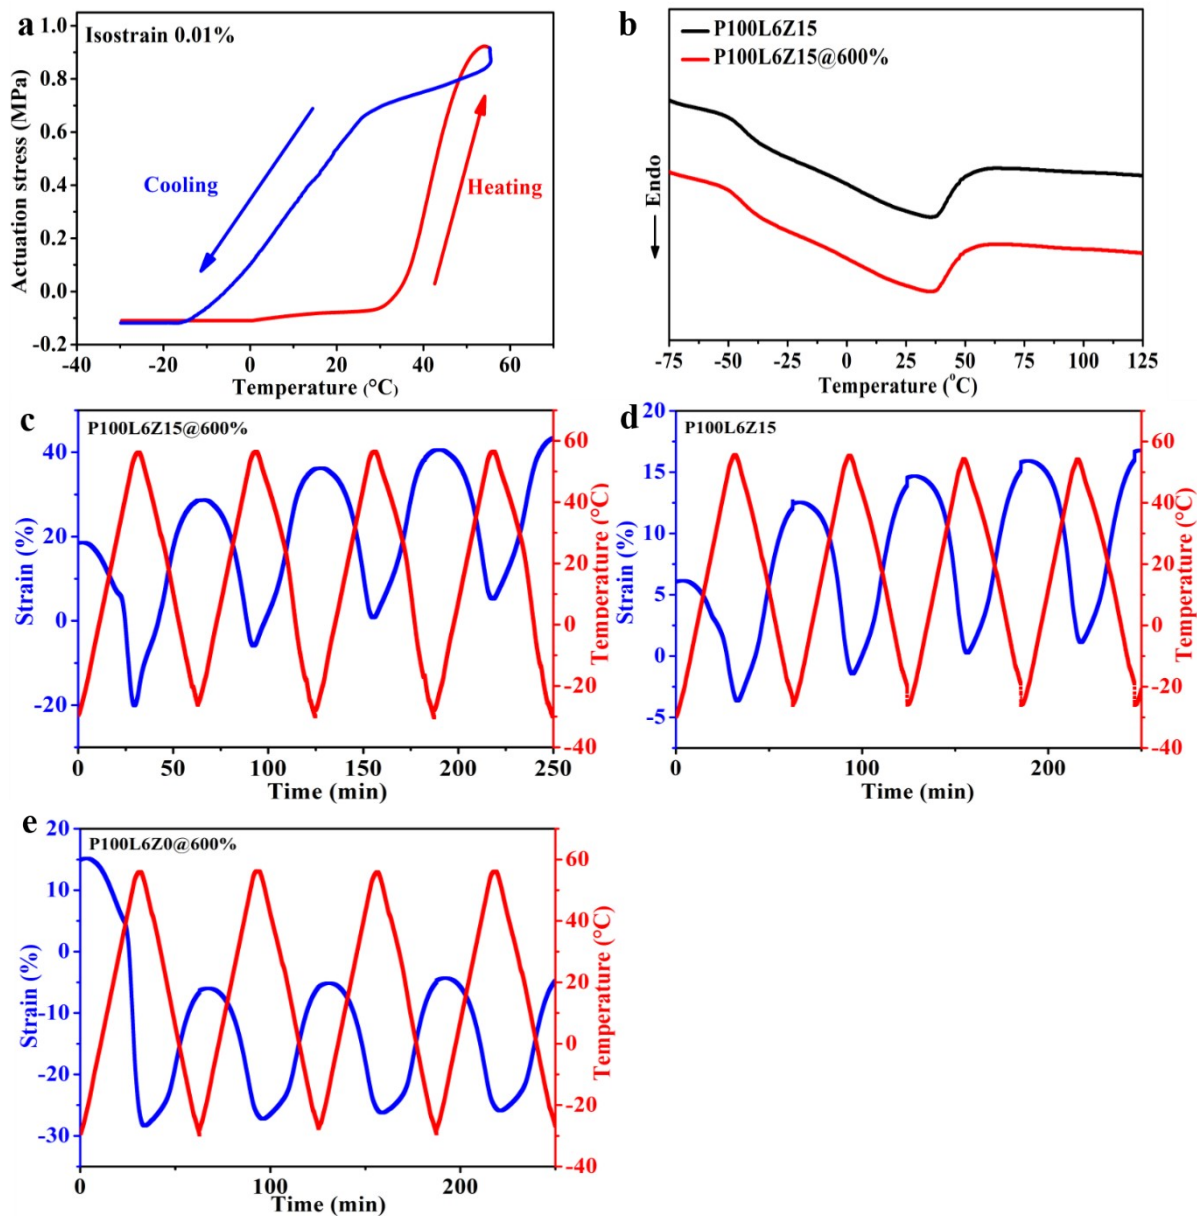 a
Isostrain 0.01%
Actuation stress (MPa)
1.0
0.8
0.6
0.4
0.2
0.0
-0.2
Cooling
Heating
-40 -20 0 20 40 60
Temperature (°C)
b
P100L6Z15
P100L6Z15@600%
Endo
-75 -50 -25 0 25 50 75 100 125
Temperature (°C)
c
P100L6Z15@600%
Strain (%)
40
20
0
-20
60
40
20
0
-20
-40
Temperature (°C)
0 50 100 150 200 250
Time (min)
d
P100L6Z15
Strain (%)
20
15
10
5
0
-5
60
40
20
0
-20
-40
Temperature (°C)
0 100 200
Time (min)
e
P100L6Z0@600%
Strain (%)
20
15
10
5
0
-10
-20
-30
60
40
20
0
-20
-40
Temperature (°C)
0 100 200
Time (min)